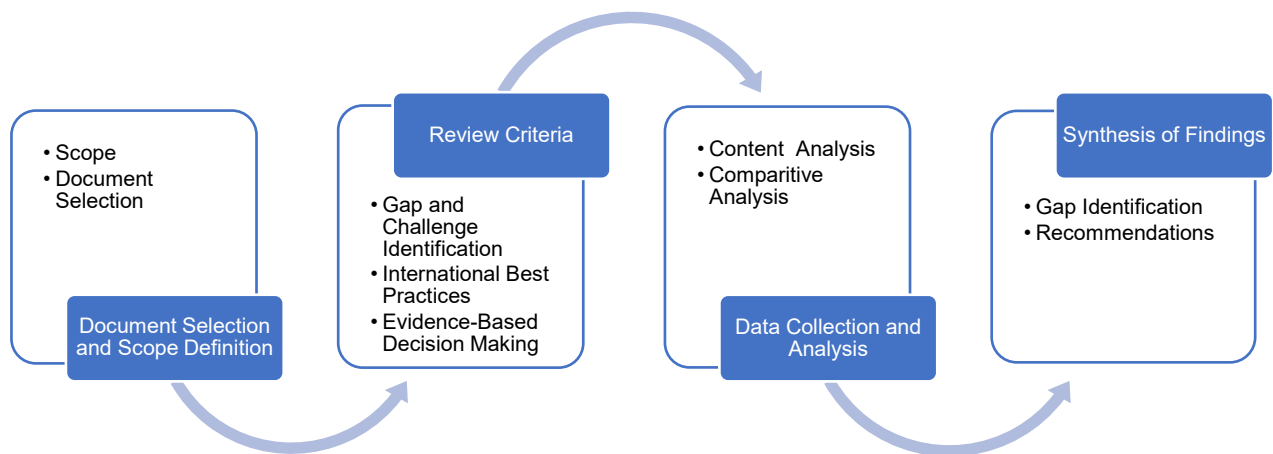 • Scope
• Document
Selection
Document Selection
and Scope Definition
Review Criteria
• Gap and
Challenge
Identification
• International Best
Practices
• Evidence-Based
Decision Making
• Content Analysis
• Comparitive
Analysis
Data Collection and
Analysis
Synthesis of Findings
• Gap Identification
• Recommendations